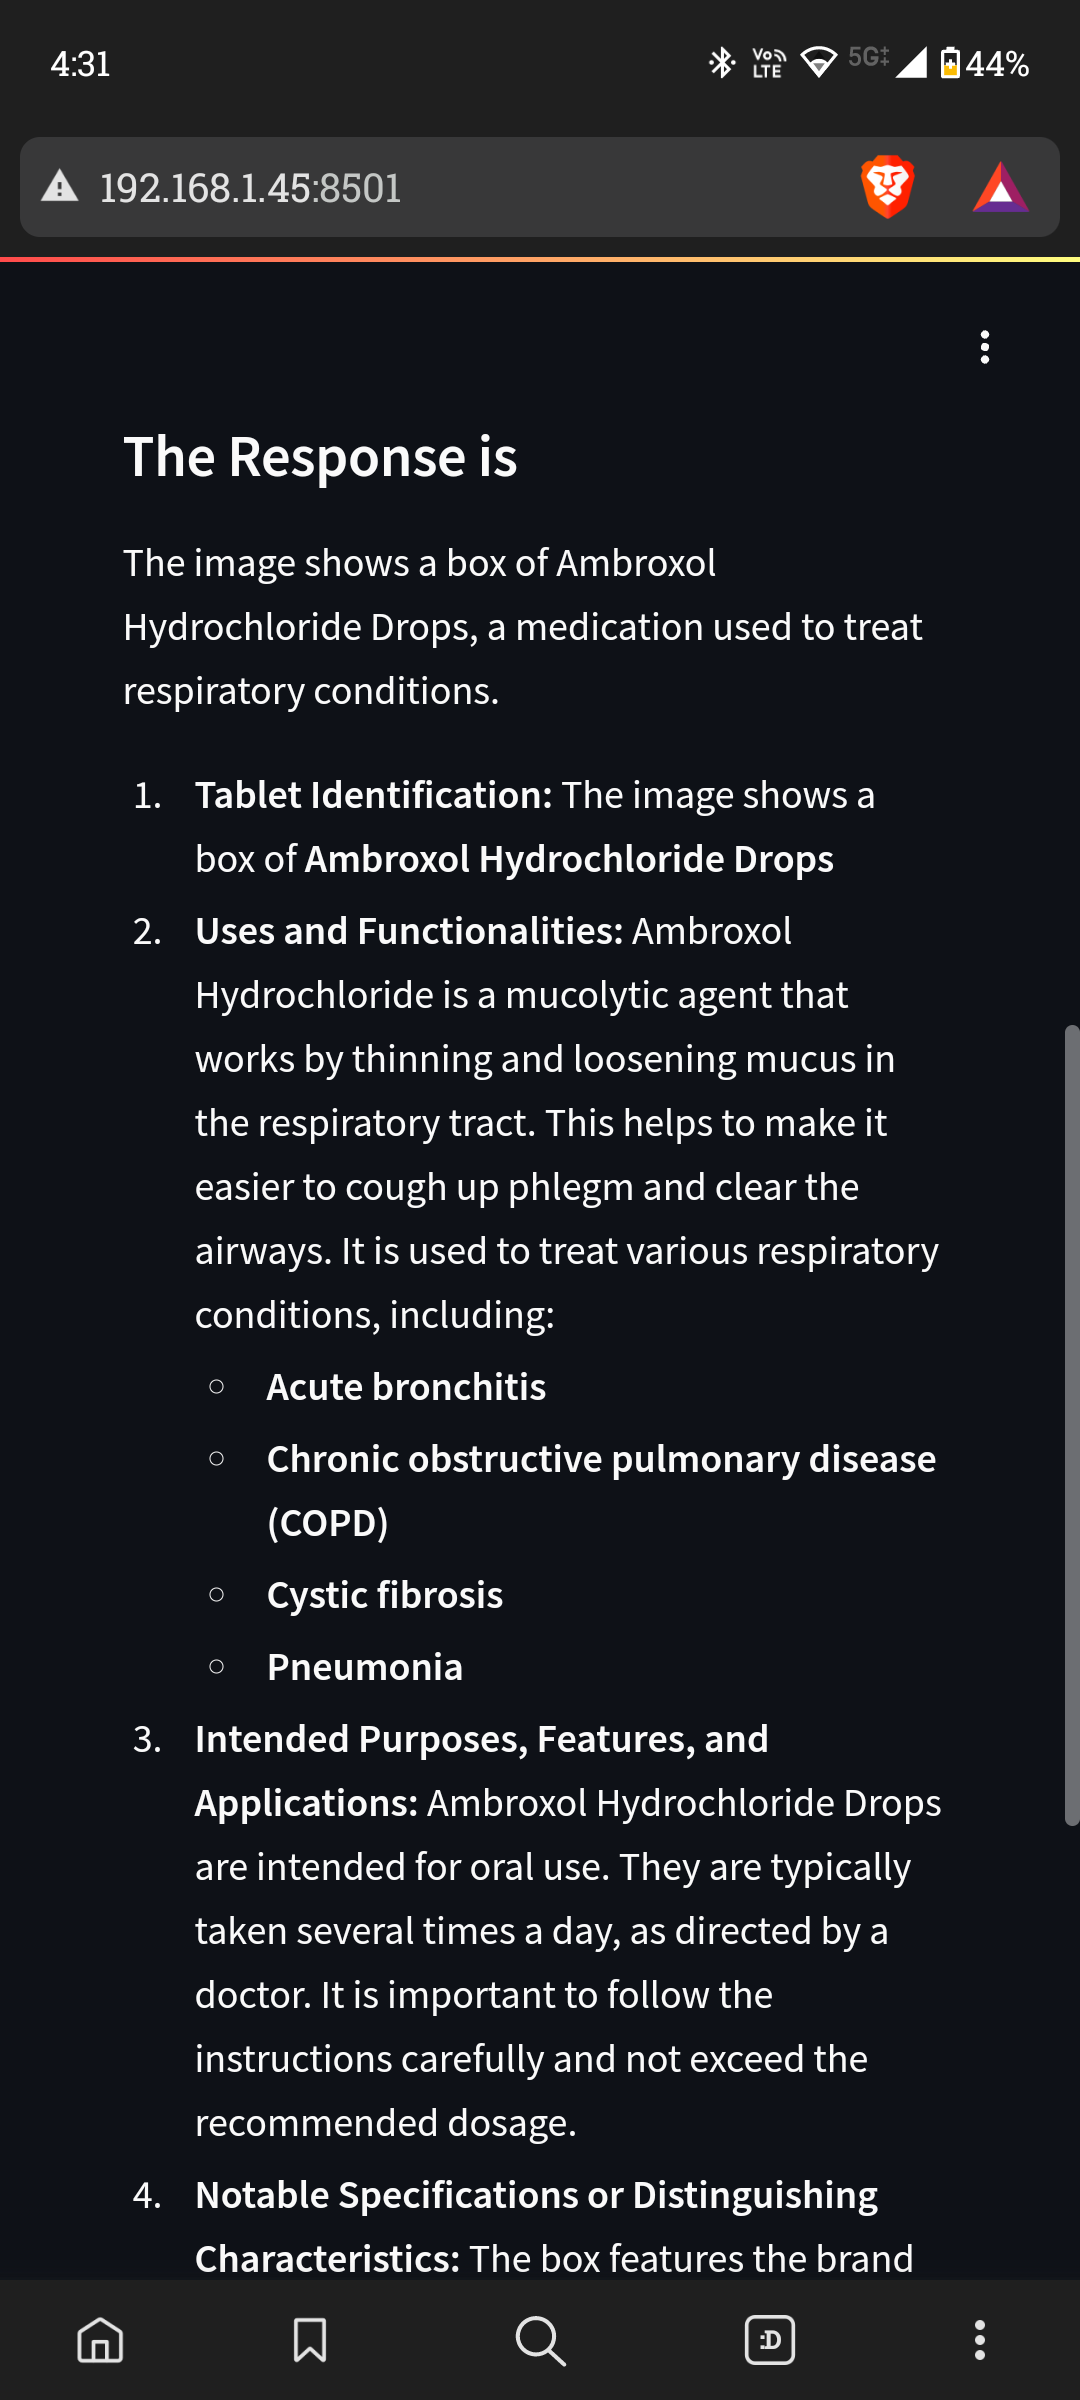 4:31
Vo
LTE
5G
44%
192.168.1.45:8501
The Response is
The image shows a box of Ambroxol
Hydrochloride Drops, a medication used to treat
respiratory conditions.
1. Tablet Identification: The image shows a
box of Ambroxol Hydrochloride Drops
2. Uses and Functionalities: Ambroxol
Hydrochloride is a mucolytic agent that
works by thinning and loosening mucus in
the respiratory tract. This helps to make it
easier to cough up phlegm and clear the
airways. It is used to treat various respiratory
conditions, including:
Acute bronchitis
Chronic obstructive pulmonary disease
(COPD)
Cystic fibrosis
Pneumonia
3. Intended Purposes, Features, and
Applications: Ambroxol Hydrochloride Drops
are intended for oral use. They are typically
taken several times a day, as directed by a
doctor. It is important to follow the
instructions carefully and not exceed the
recommended dosage.
4. Notable Specifications or Distinguishing
Characteristics: The box features the brand
:D